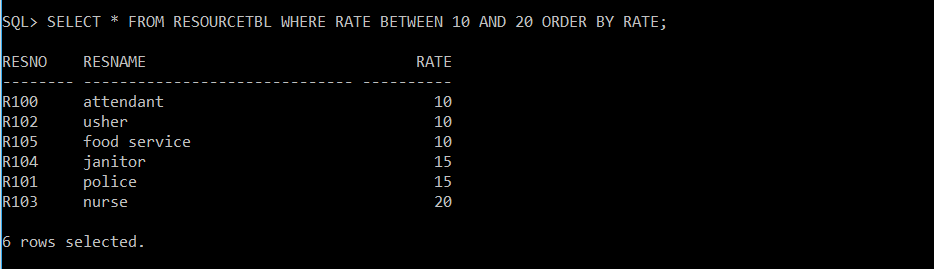 SQL> SELECT * FROM RESOURCETBL WHERE RATE BETWEEN 10 AND 20 ORDER BY RATE;
RESNO    RESNAME                              RATE
-------- ------------------------------ ----------
R100     attendant                              10
R102     usher                                  10
R105     food service                           10
R104     janitor                                15
R101     police                                 15
R103     nurse                                  20
6 rows selected.